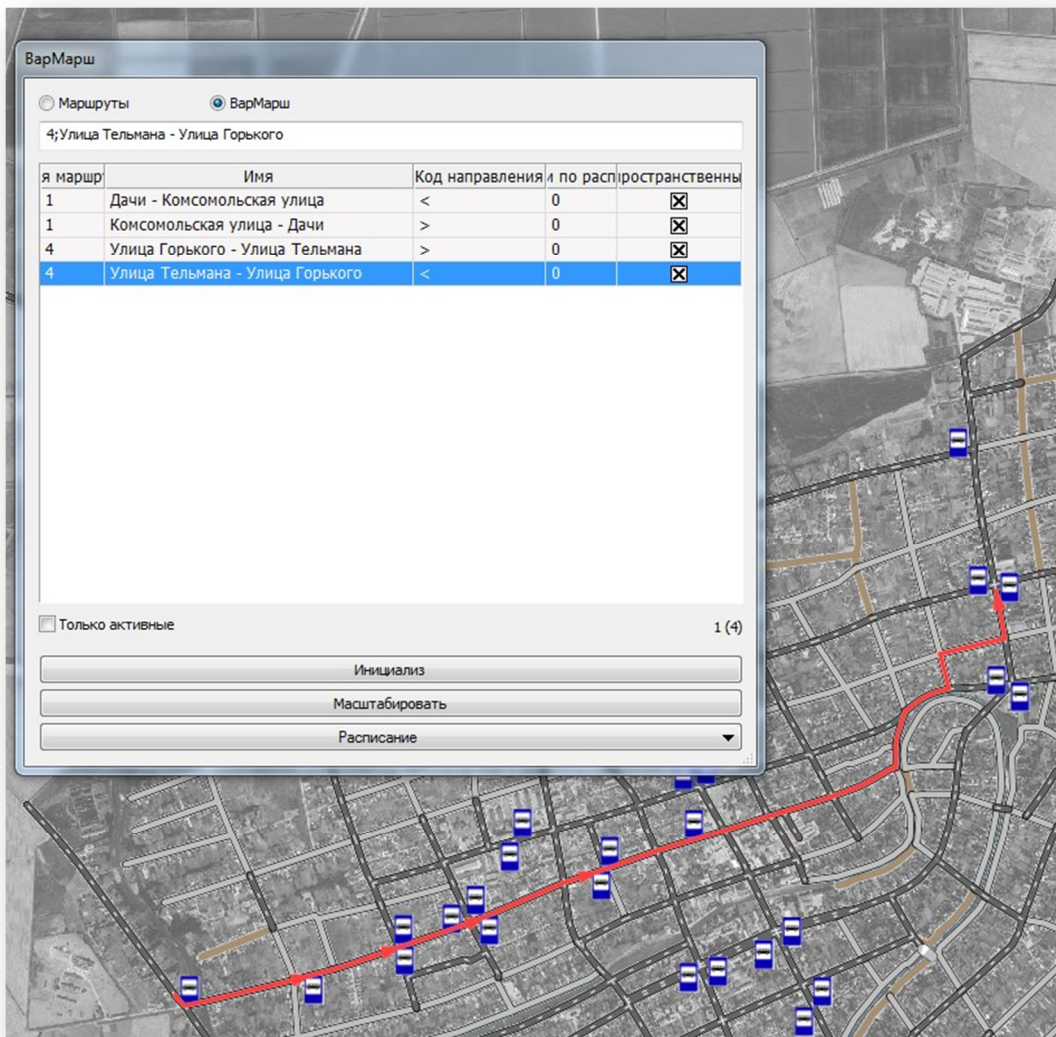 ВарМарш
Маршруты ВарМарш
4;Улица Тельмана - Улица Горького
я маршр Имя Код направления и по расп пространственны
1 Дачи - Комсомольская улица < 0
1 Комсомольская улица - Дачи > 0
4 Улица Горького - Улица Тельмана > 0
4 Улица Тельмана - Улица Горького < 0
Только активные 1 (4)
Инициализ
Масштабировать
Расписание